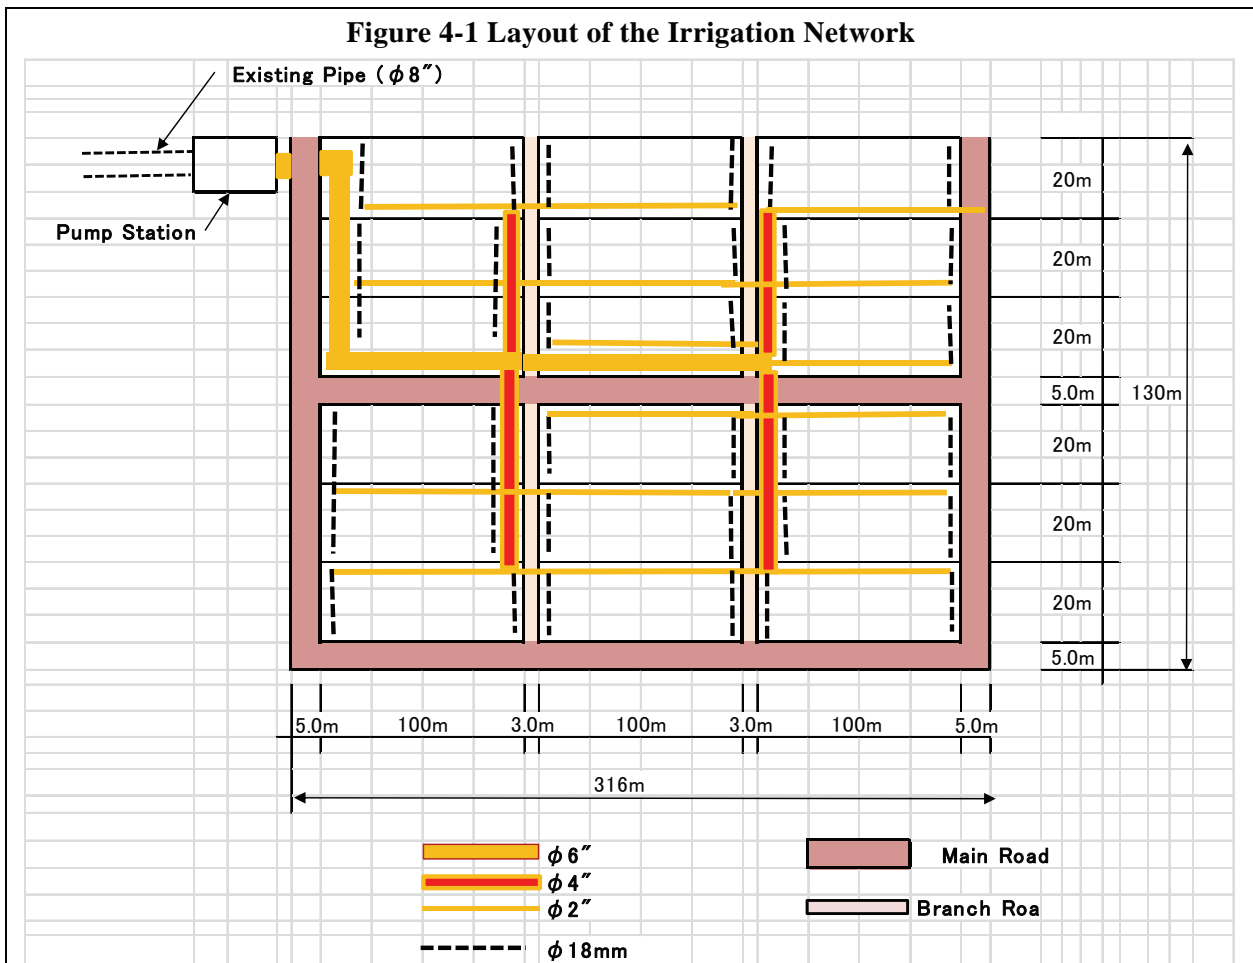 Figure 4-1 Layout of the Irrigation Network
Existing Pipe (φ8″)
Pump Station
20m
20m
20m
5.0m
130m
20m
20m
20m
5.0m
5.0m 100m 3.0m 100m 3.0m 100m 5.0m
316m
φ6″
φ4″
φ2″
φ18mm
Main Road
Branch Roa